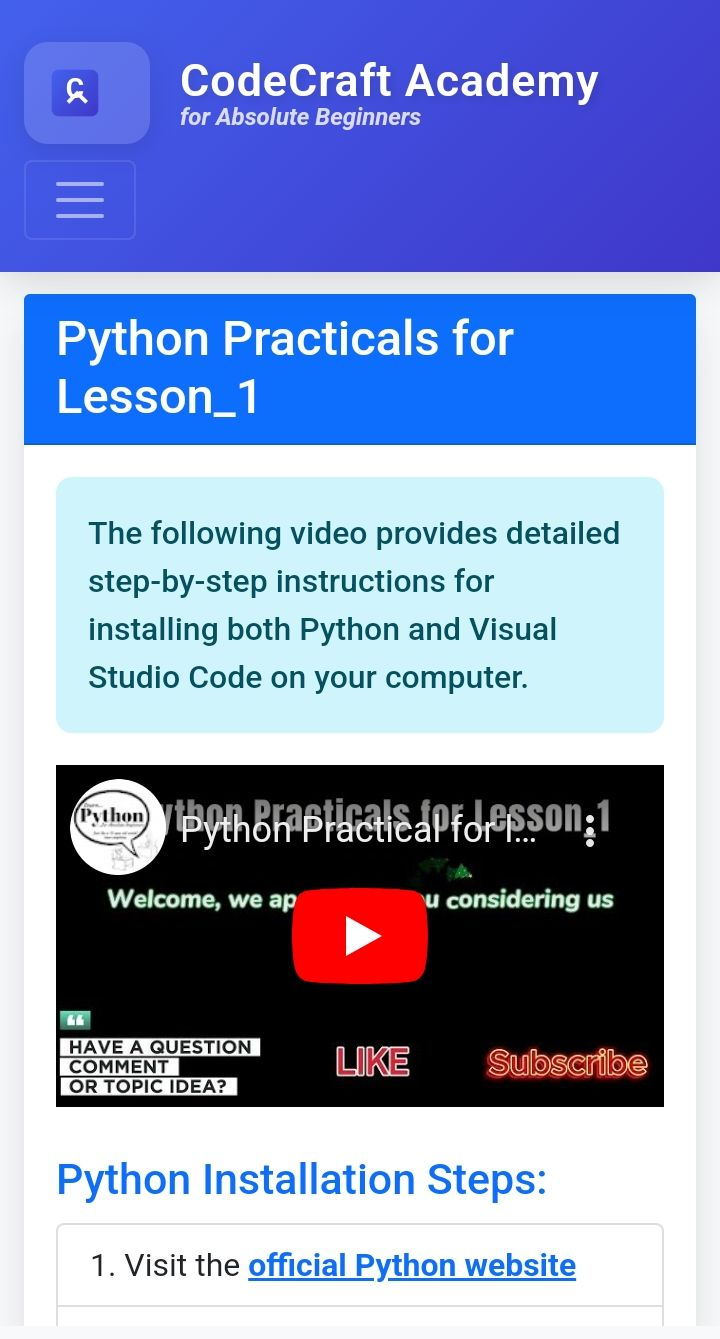 CodeCraft Academy
for Absolute Beginners
Python Practicals for
Lesson_1
The following video provides detailed
step-by-step instructions for
installing both Python and Visual
Studio Code on your computer.
Python
ython Practicals for Lesson_1
Python Practical for l...
Welcome, we ap
u considering us
HAVE A QUESTION
COMMENT
OR TOPIC IDEA?
LIKE
Subscribe
Python Installation Steps:
1. Visit the official Python website